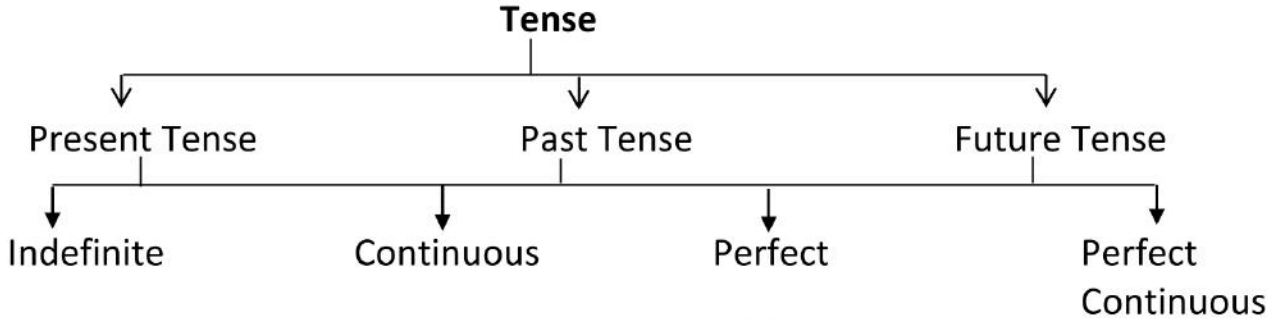 Tense
Present Tense
Past Tense
Future Tense
Indefinite
Continuous
Perfect
Perfect
Continuous